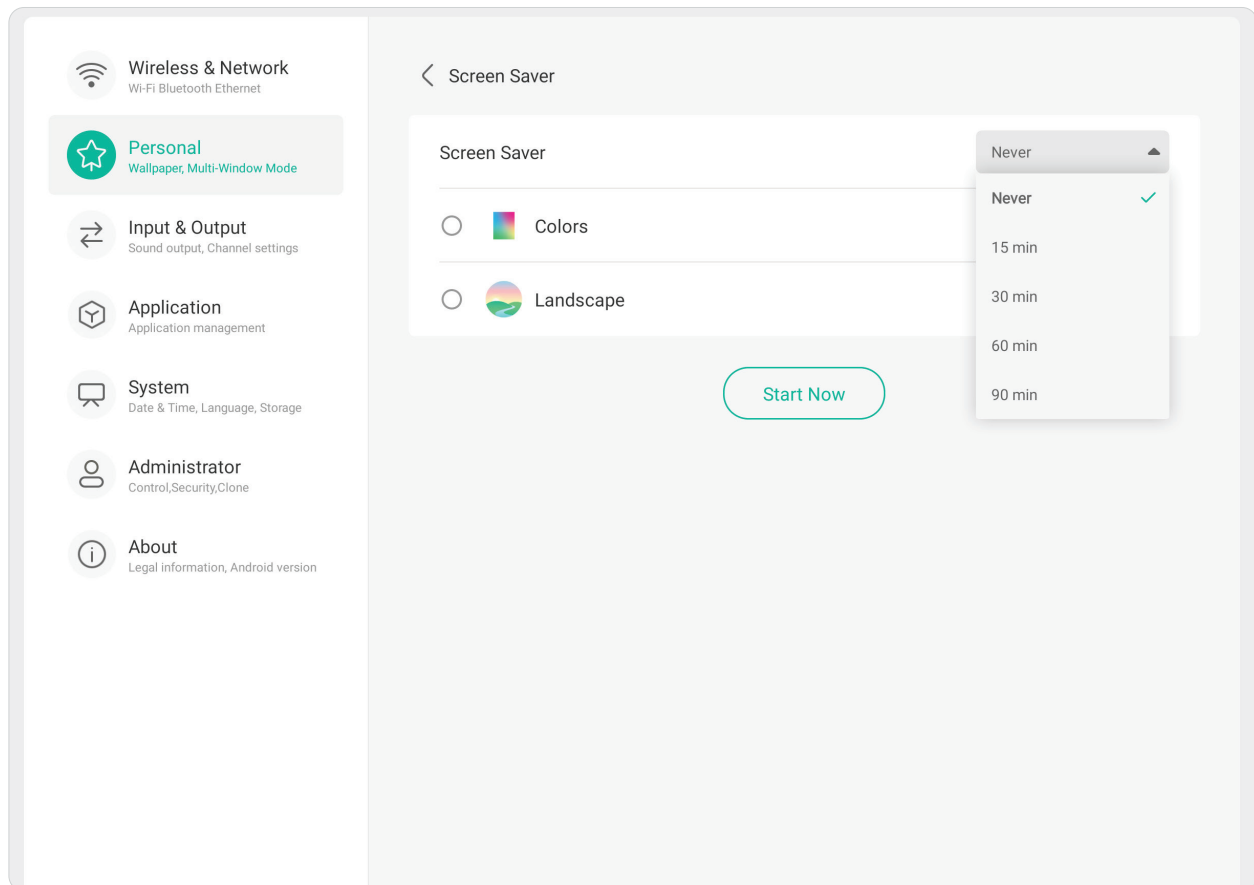 Wireless & Network
Wi-Fi Bluetooth Ethernet
Personal
Wallpaper, Multi-Window Mode
Input & Output
Sound output, Channel settings
Application
Application management
System
Date & Time, Language, Storage
Administrator
Control,Security,Clone
About
Legal information, Android version
Screen Saver
Screen Saver
Never
Never
15 min
30 min
60 min
90 min
Colors
Landscape
Start Now